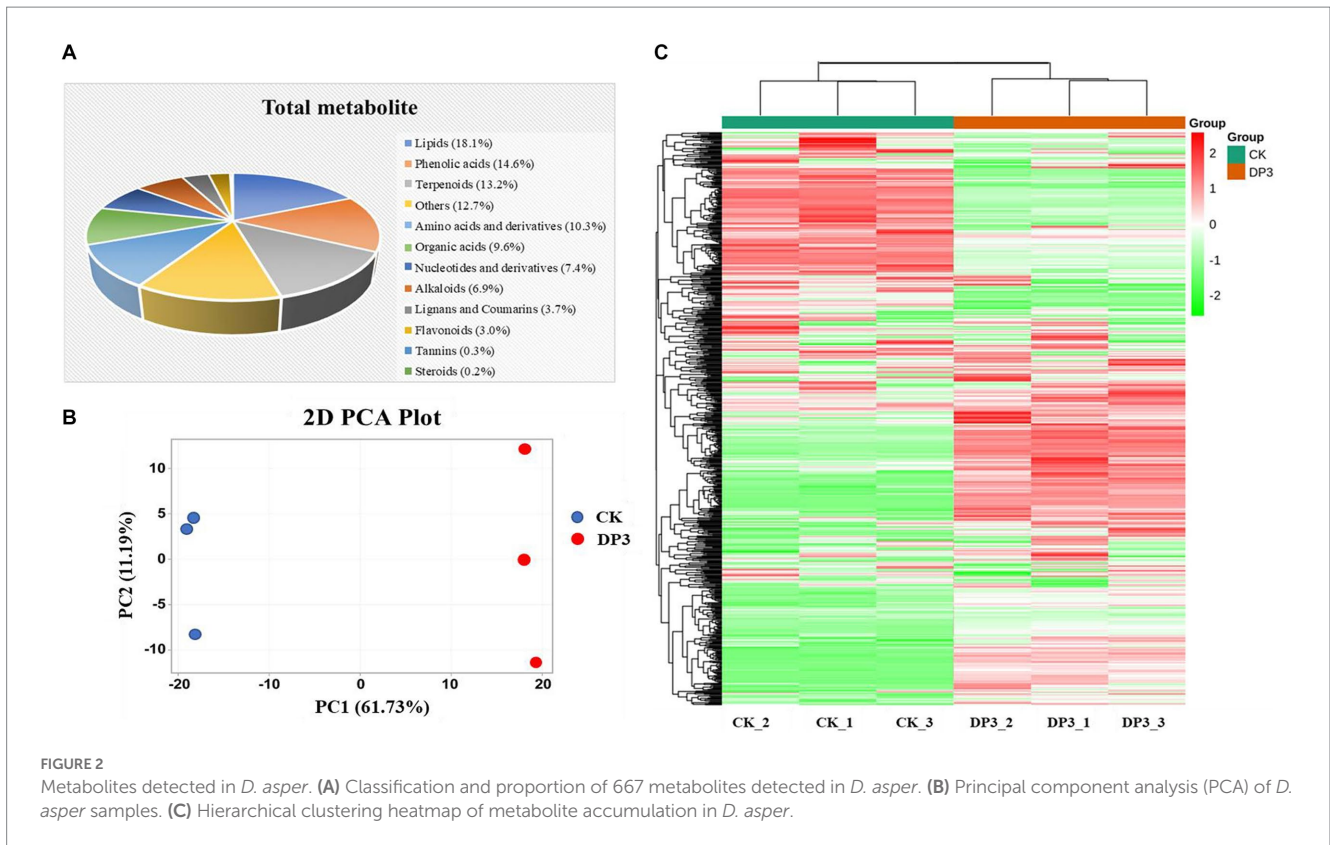 A
Total metabolite
Lipids (18.1%)
Phenolic acids (14.6%)
Terpenoids (13.2%)
Others (12.7%)
Amino acids and derivatives (10.3%)
Organic acids (9.6%)
Nucleotides and derivatives (7.4%)
Alkaloids (6.9%)
Lignans and Coumarins (3.7%)
Flavonoids (3.0%)
Tannins (0.3%)
Steroids (0.2%)
B
2D PCA Plot
PC2 (11.19%)
10
5
0
-5
-10
-20
-10
0
10
20
PC1 (61.73%)
CK
DP3
C
Group
2
1
0
-1
-2
Group
CK
DP3
CK_2
CK_1
CK_3
DP3_2
DP3_1
DP3_3
FIGURE 2
Metabolites detected in D. asper. (A) Classification and proportion of 667 metabolites detected in D. asper. (B) Principal component analysis (PCA) of D.
asper samples. (C) Hierarchical clustering heatmap of metabolite accumulation in D. asper.